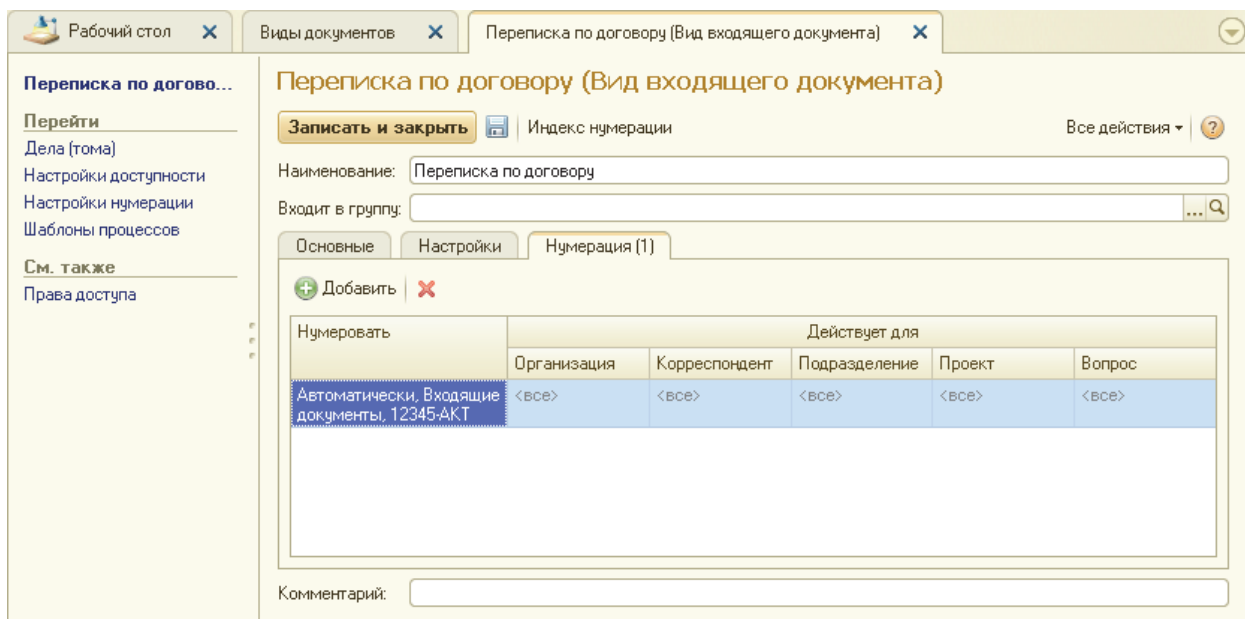 Рабочий стол
Виды документов
Переписка по договору (Вид входящего документа)
Переписка по догово...
Перейти
Дела (тома)
Настройки доступности
Настройки нумерации
Шаблоны процессов
См. также
Права доступа
Переписка по договору (Вид входящего документа)
Записать и закрыть Индекс нумерации Все действия
Наименование: Переписка по договору
Входит в группу: ...
Основные Настройки Нумерация (1)
Добавить
Нумеровать Действует для
Организация Корреспондент Подразделение Проект Вопрос
Автоматически, Входящие <все> <все> <все> <все> <все>
документы, 12345-АКТ
Комментарий: